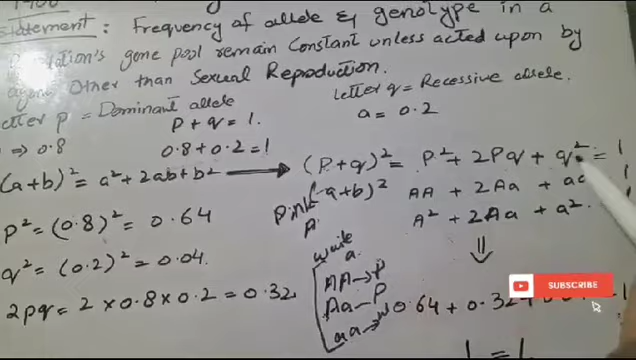 Statement: Frequency of allele & genotype in a
Population's gene pool remain Constant unless acted upon by
agent Other than Sexual Reproduction.
letter p = Dominant allele
letter q = Recessive allele.
P + q = 1.
a = 0.2
=> 0.8
0.8 + 0.2 = 1
(P+q)² = P² + 2Pq + q² = 1
(a+b)² = a² + 2ab + b²
(a+b)²
AA + 2Aa + aa
P² = (0.8)² = 0.64
A² + 2Aa + a².
q² = (0.2)² = 0.04.
write
a.
AA → P
2pq = 2 × 0.8 × 0.2 = 0.32
Aa - P
aa → w
0.64 + 0.32 +
1 = 1
SUBSCRIBE